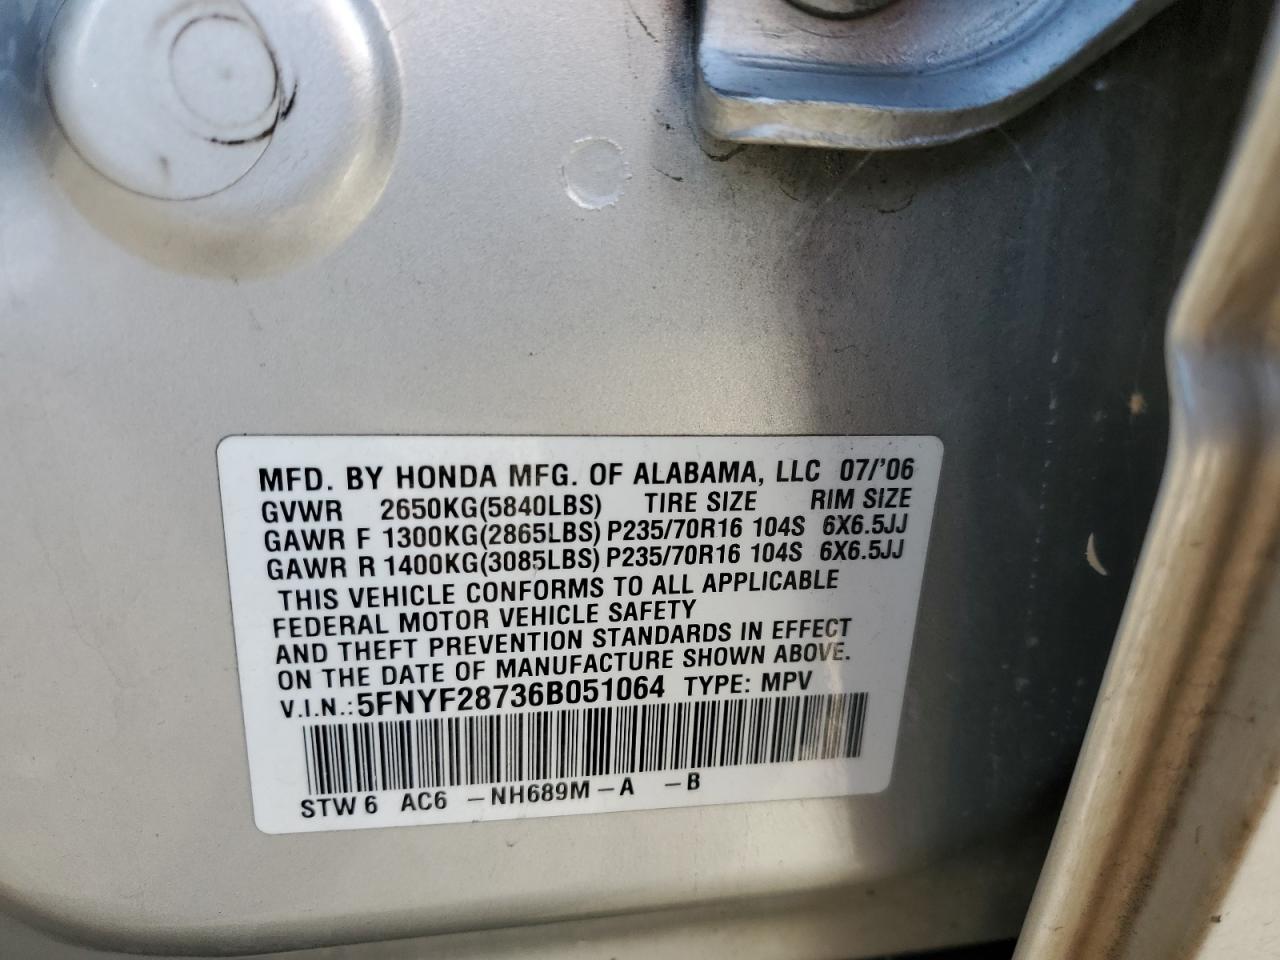 MFD. BY HONDA MFG. OF ALABAMA, LLC 07/'06
GVWR 2650KG(5840LBS) TIRE SIZE RIM SIZE
GAWR F 1300KG(2865LBS) P235/70R16 104S 6X6.5JJ
GAWR R 1400KG(3085LBS) P235/70R16 104S 6X6.5JJ
THIS VEHICLE CONFORMS TO ALL APPLICABLE
FEDERAL MOTOR VEHICLE SAFETY
AND THEFT PREVENTION STANDARDS IN EFFECT
ON THE DATE OF MANUFACTURE SHOWN ABOVE.
V.I.N.: 5FNYF28736B051064 TYPE: MPV
STW6 AC6 -NH689M-A -B